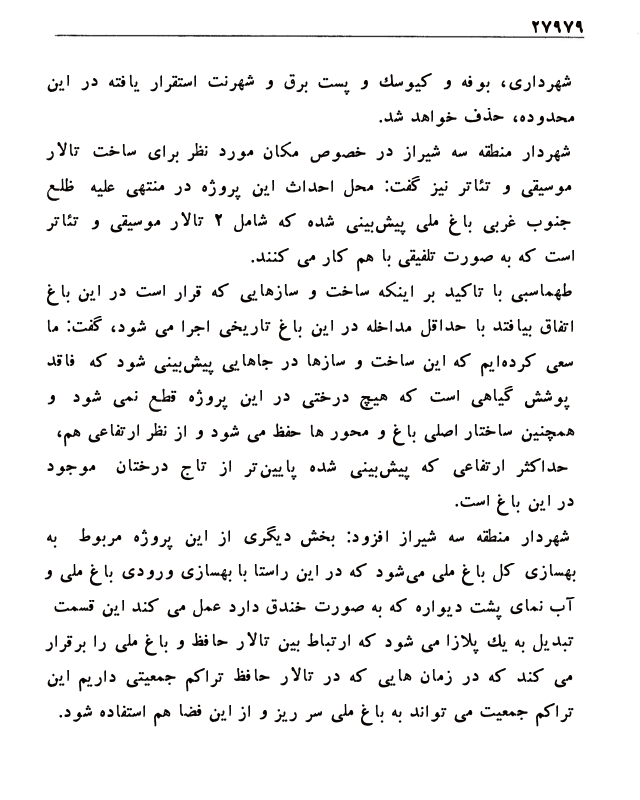 ۲۷۹۷۹
شهرداری، بوفه و کیوسك و پست برق و شهرنت استقرار یافته در این
محدوده، حذف خواهد شد.
شهردار منطقه سه شیراز در خصوص مکان مورد نظر برای ساخت تالار
موسیقی و تئاتر نیز گفت: محل احداث این پروژه در منتهی علیه ظلع
جنوب غربی باغ ملی پیش‌بینی شده که شامل ۲ تالار موسیقی و تئاتر
است که به صورت تلفیقی با هم کار می کنند.
طهماسبی با تاکید بر اینکه ساخت و سازهایی که قرار است در این باغ
اتفاق بیافتد با حداقل مداخله در این باغ تاریخی اجرا می شود، گفت: ما
سعی کرده‌ایم که این ساخت و سازها در جاهایی پیش‌بینی شود که فاقد
پوشش گیاهی است که هیچ درختی در این پروژه قطع نمی شود و
همچنین ساختار اصلی باغ و محور ها حفظ می شود و از نظر ارتفاعی هم،
حداکثر ارتفاعی که پیش‌بینی شده پایین‌تر از تاج درختان موجود
در این باغ است.
شهردار منطقه سه شیراز افزود: بخش دیگری از این پروژه مربوط به
بهسازی کل باغ ملی می‌شود که در این راستا با بهسازی ورودی باغ ملی و
آب نمای پشت دیواره که به صورت خندق دارد عمل می کند این قسمت
تبدیل به یك پلازا می شود که ارتباط بین تالار حافظ و باغ ملی را برقرار
می کند که در زمان هایی که در تالار حافظ تراکم جمعیتی داریم این
تراکم جمعیت می تواند به باغ ملی سر ریز و از این فضا هم استفاده شود.